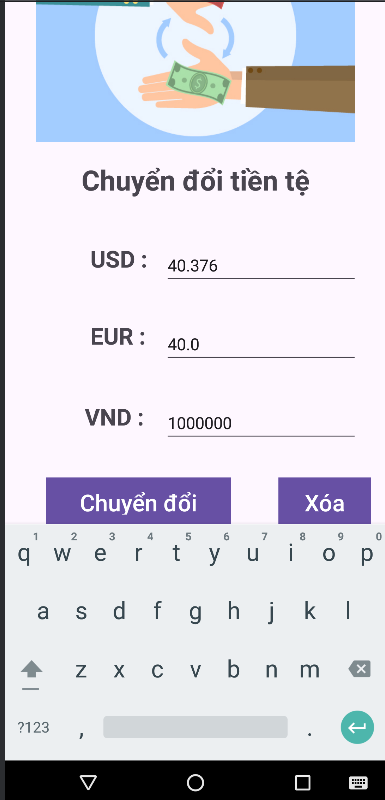 Chuyển đổi tiền tệ
USD : 40.376
EUR : 40.0
VND : 1000000
Chuyển đổi Xóa
1 2 3 4 5 6 7 8 9 0
q w e r t y u i o p
a s d f g h j k l
z x c v b n m
?123 , .